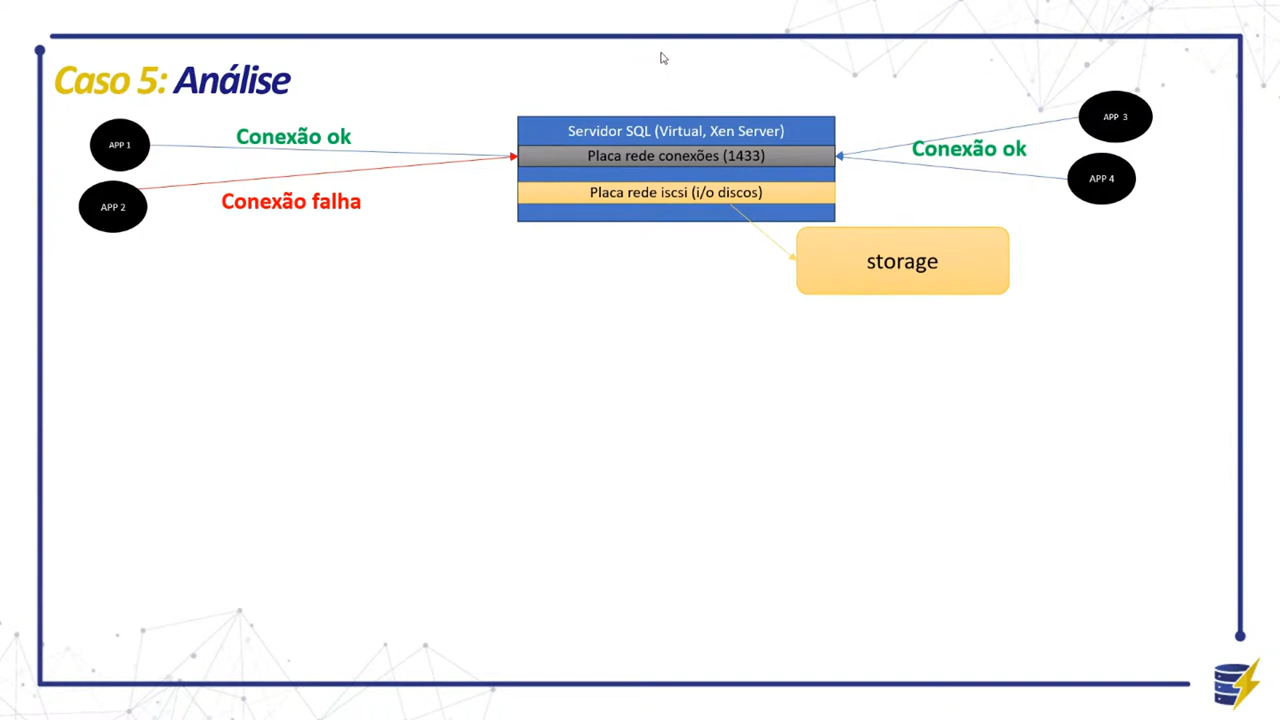 Caso 5: Análise
APP 1
Conexão ok
Servidor SQL (Virtual, Xen Server)
APP 3
Placa rede conexões (1433)
Conexão ok
APP 2
Conexão falha
Placa rede iscsi (i/o discos)
APP 4
storage